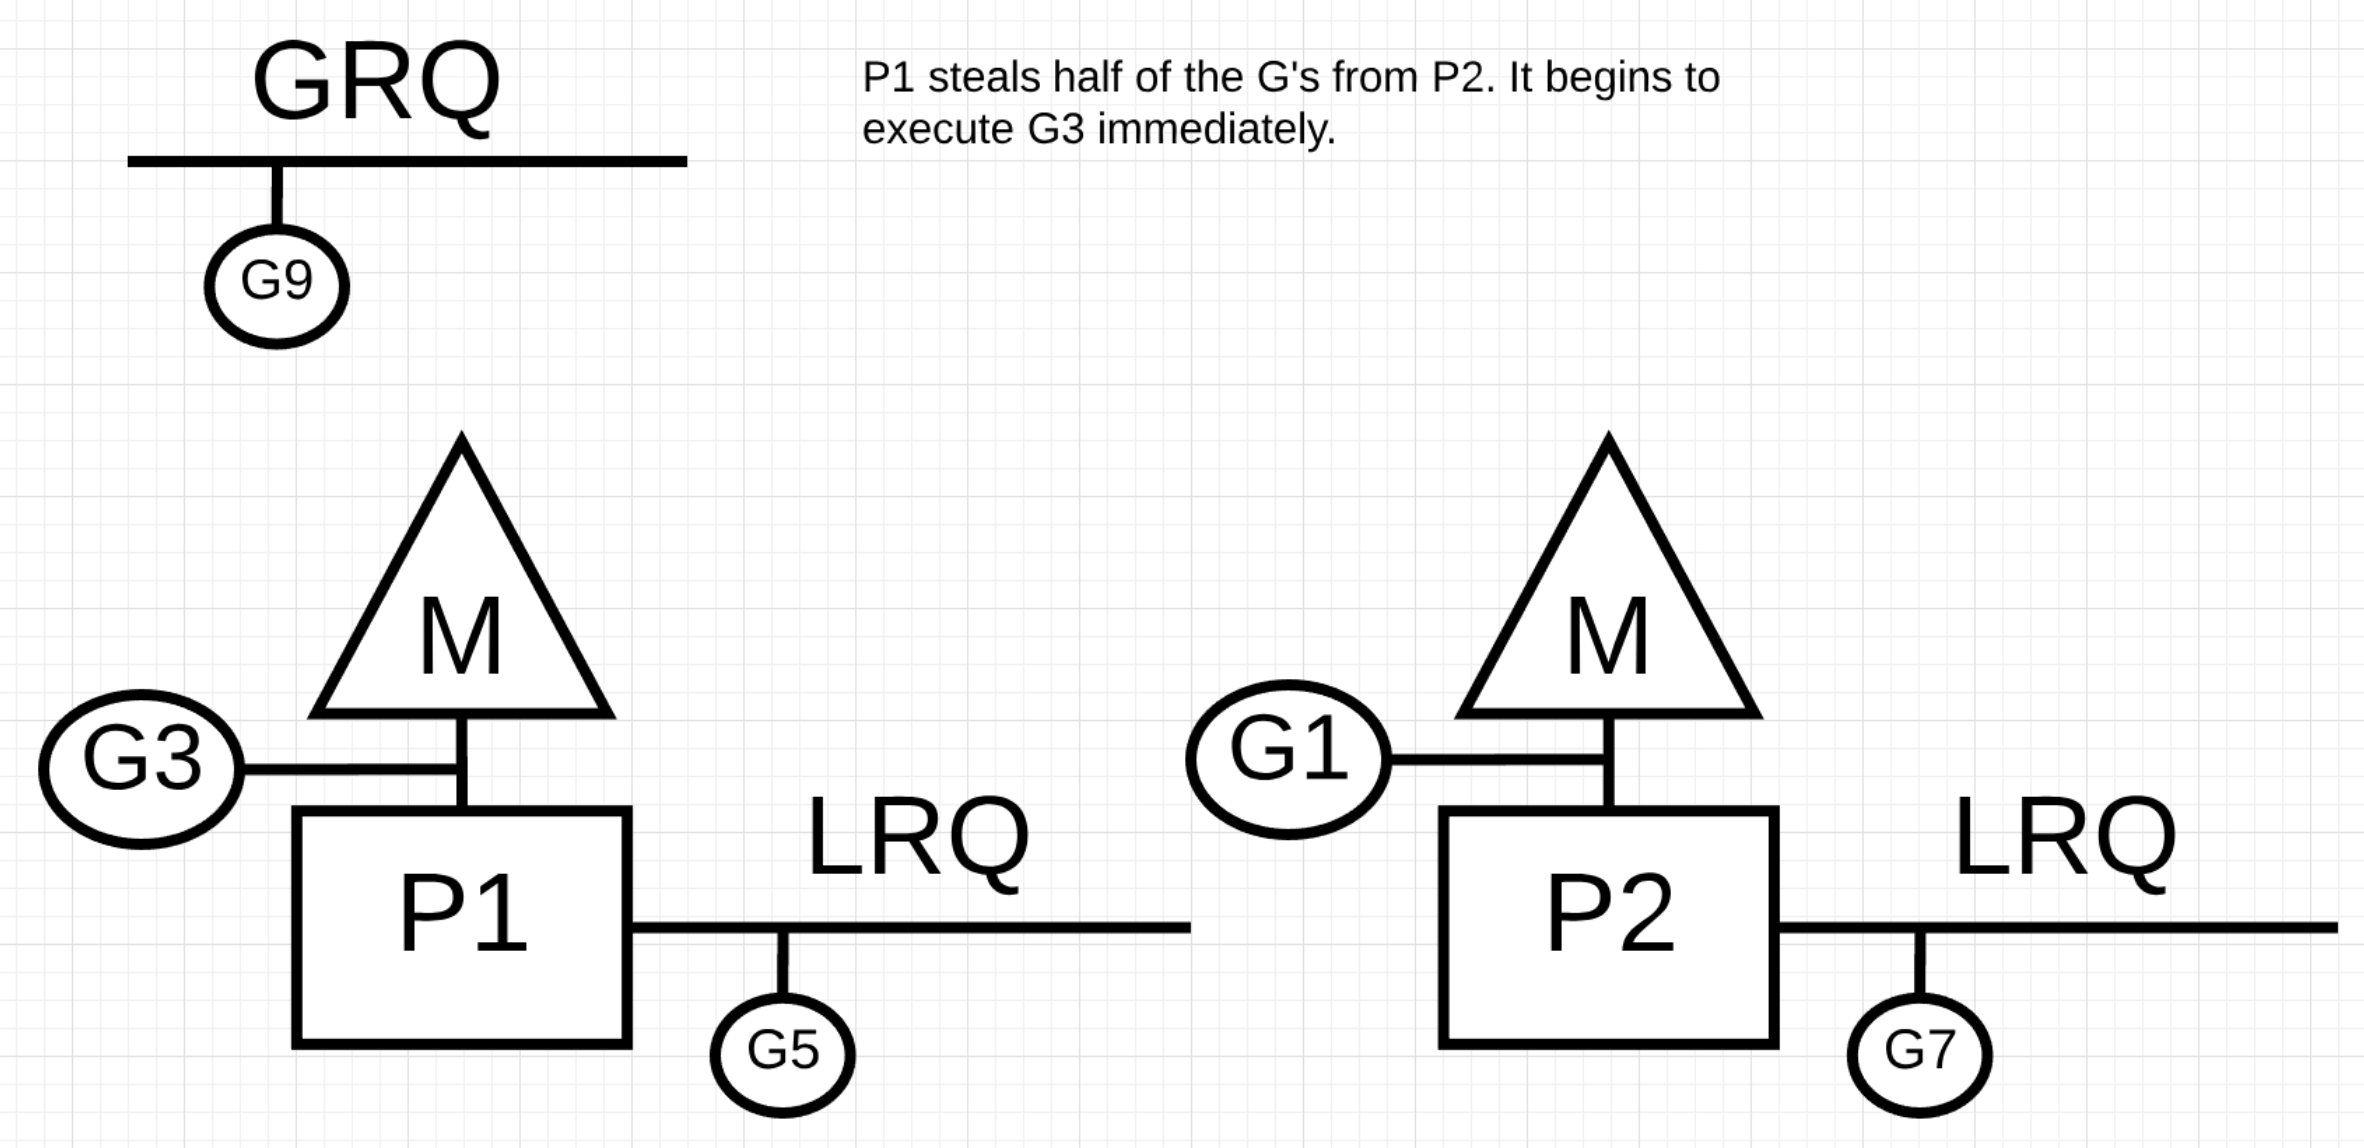 GRQ
P1 steals half of the G's from P2. It begins to
execute G3 immediately.
G9
M
M
G3
G1
LRQ
LRQ
P1
P2
G5
G7